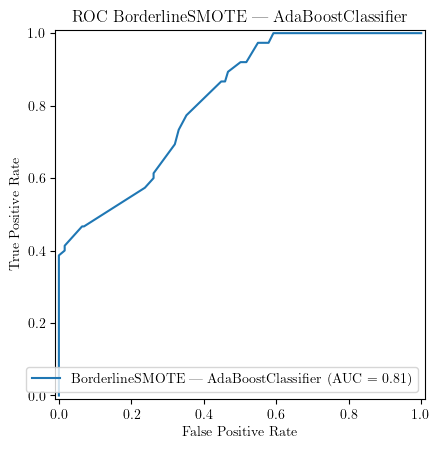 ROC BorderlineSMOTE — AdaBoostClassifier
1.0
0.8
0.6
0.4
0.2
0.0
True Positive Rate
BorderlineSMOTE — AdaBoostClassifier (AUC = 0.81)
0.0 0.2 0.4 0.6 0.8 1.0
False Positive Rate